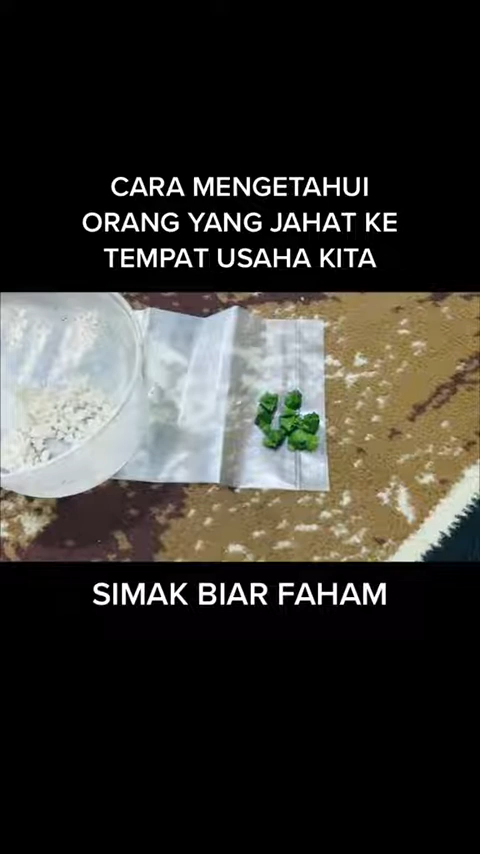 CARA MENGETAHUI
ORANG YANG JAHAT KE
TEMPAT USAHA KITA
SIMAK BIAR FAHAM